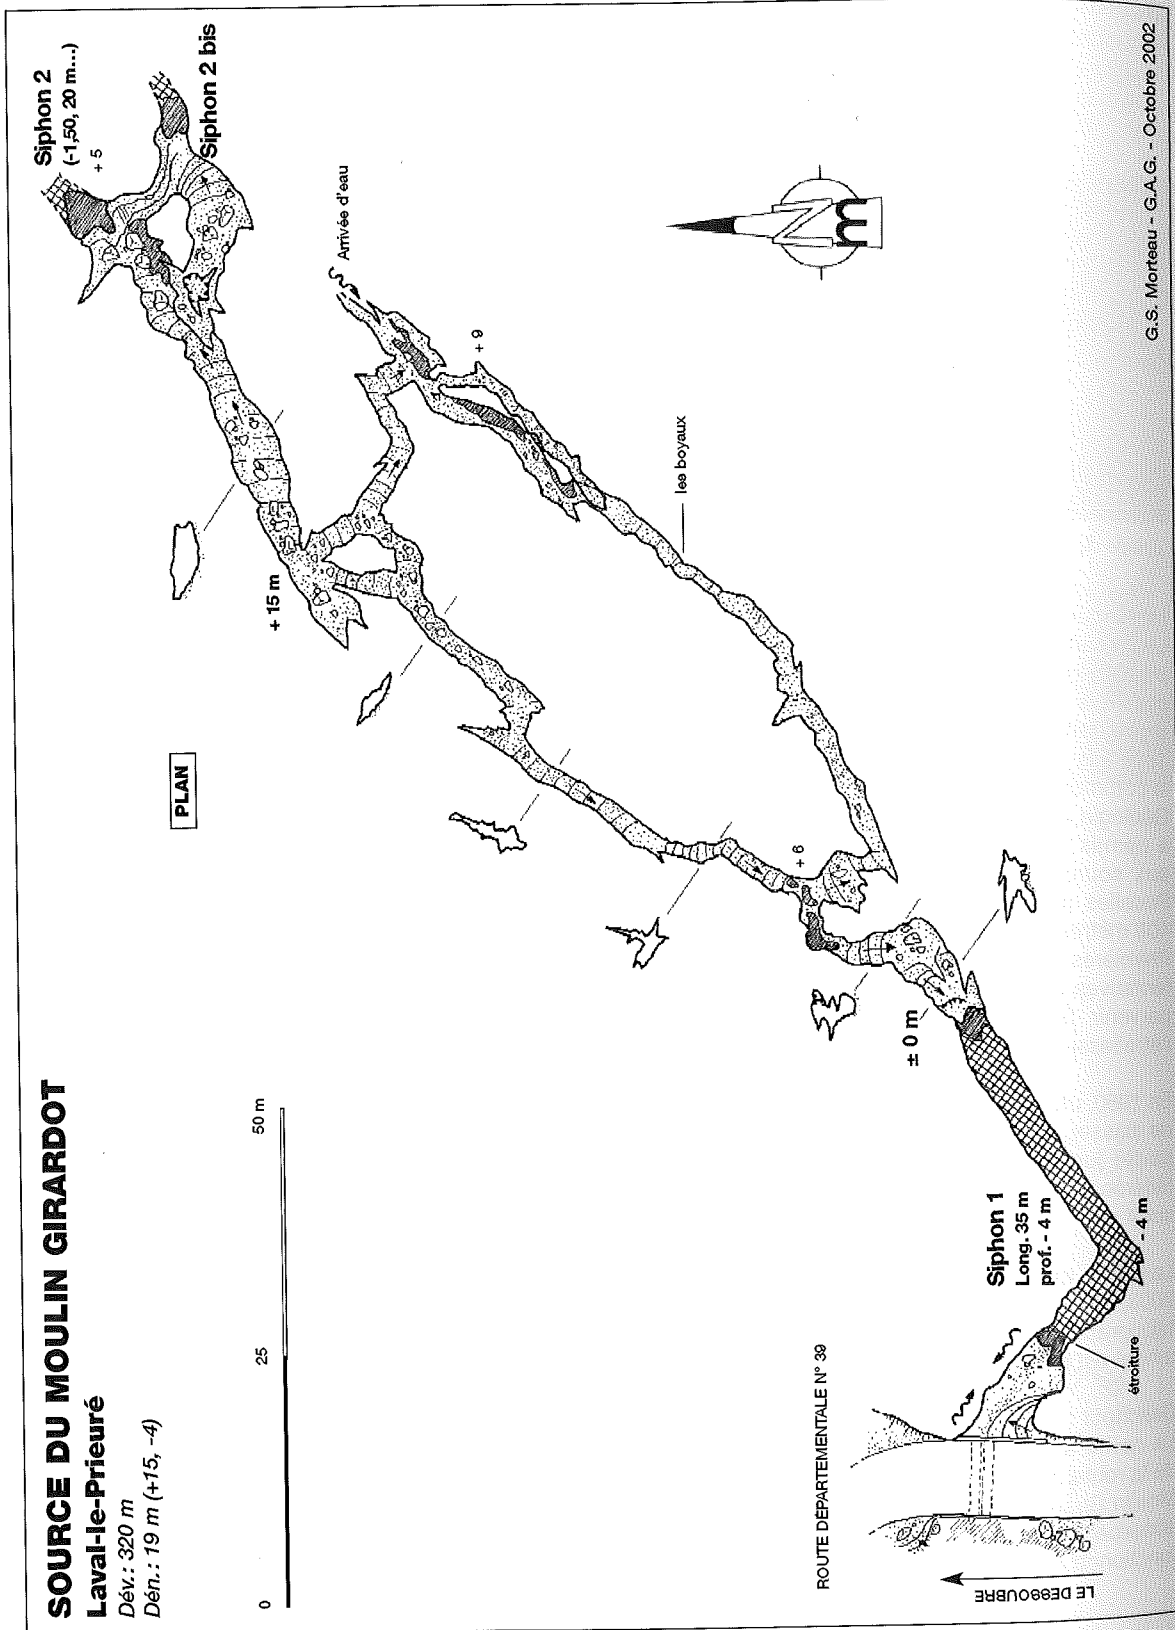 SOURCE DU MOULIN GIRARDOT
Laval-le-Prieuré
Dév. : 320 m
Dén. : 19 m (+15, -4)
0
25
50 m
PLAN
Siphon 2
(-1,50, 20 m...)
+ 5
Siphon 2 bis
Arrivée d'eau
+ 9
+ 15 m
les boyaux
+ 6
± 0 m
Siphon 1
Long. 35 m
prof. - 4 m
- 4 m
étroiture
ROUTE DÉPARTEMENTALE N° 39
LE DESSOUBRE
N
m
G.S. Morteau - G.A.G. - Octobre 2002